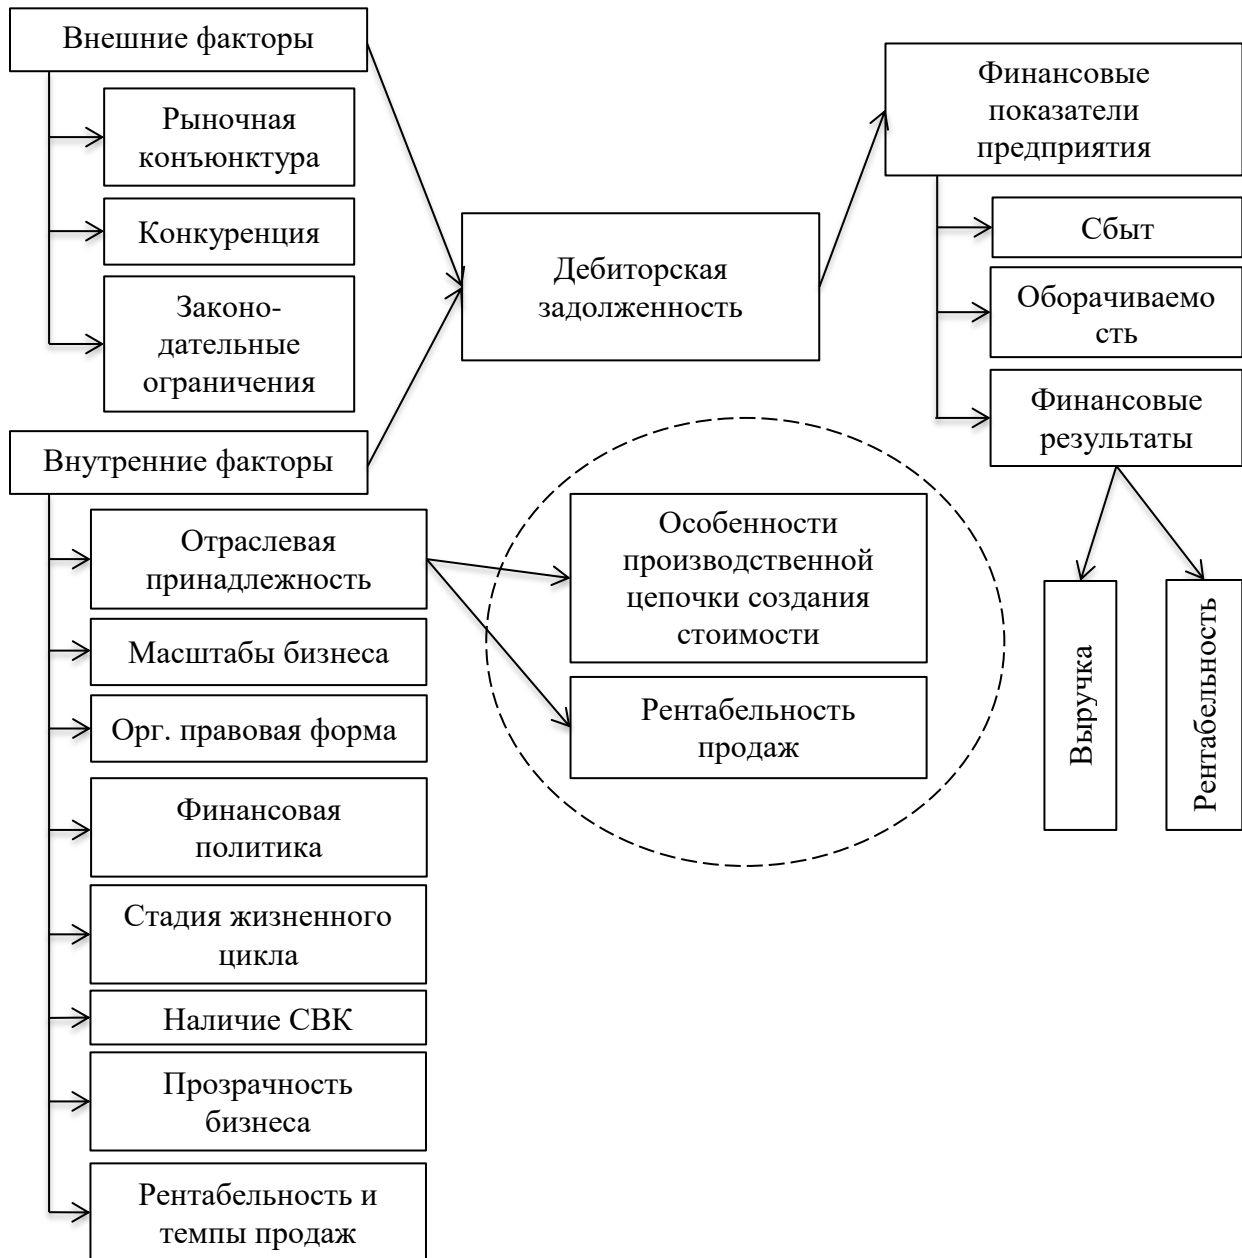 Внешние факторы
Рыночная
конъюнктура
Конкуренция
Законо-
дательные
ограничения
Внутренние факторы
Отраслевая
принадлежность
Масштабы бизнеса
Орг. правовая форма
Финансовая
политика
Стадия жизненного
цикла
Наличие СВК
Прозрачность
бизнеса
Рентабельность и
темпы продаж
Дебиторская
задолженность
Особенности
производственной
цепочки создания
стоимости
Рентабельность
продаж
Финансовые
показатели
предприятия
Сбыт
Оборачиваемо
сть
Финансовые
результаты
Выручка
Рентабельность